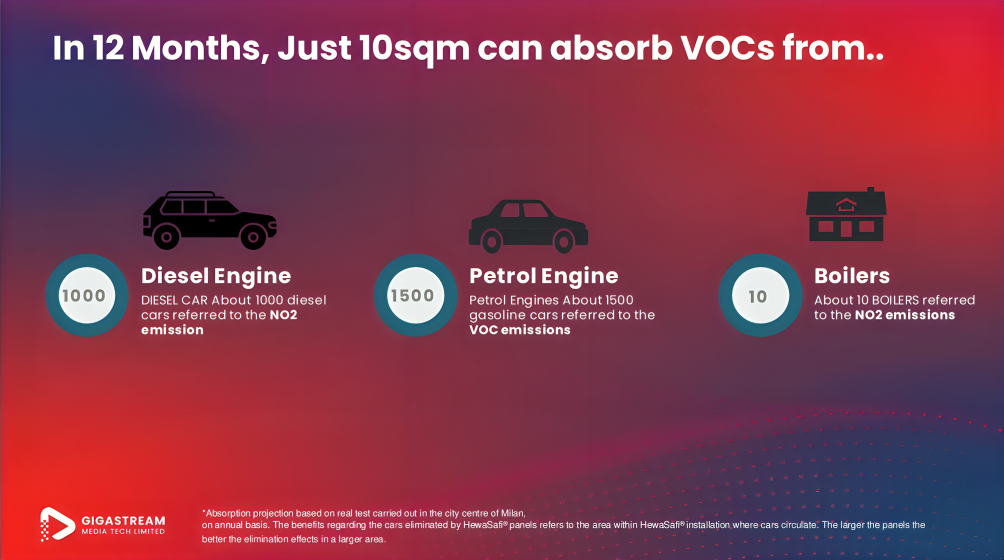 In 12 Months, Just 10sqm can absorb VOCs from..
1000
Diesel Engine
DIESEL CAR About 1000 diesel
cars referred to the NO2
emission
1500
Petrol Engine
Petrol Engines About 1500
gasoline cars referred to the
VOC emissions
10
Boilers
About 10 BOILERS referred
to the NO2 emissions
GIGASTREAM
MEDIA TECH LIMITED
*Absorption projection based on real test carried out in the city centre of Milan,
on annual basis. The benefits regarding the cars eliminated by HewaSafi® panels refers to the area within HewaSafi® installation where cars circulate. The larger the panels the
better the elimination effects in a larger area.